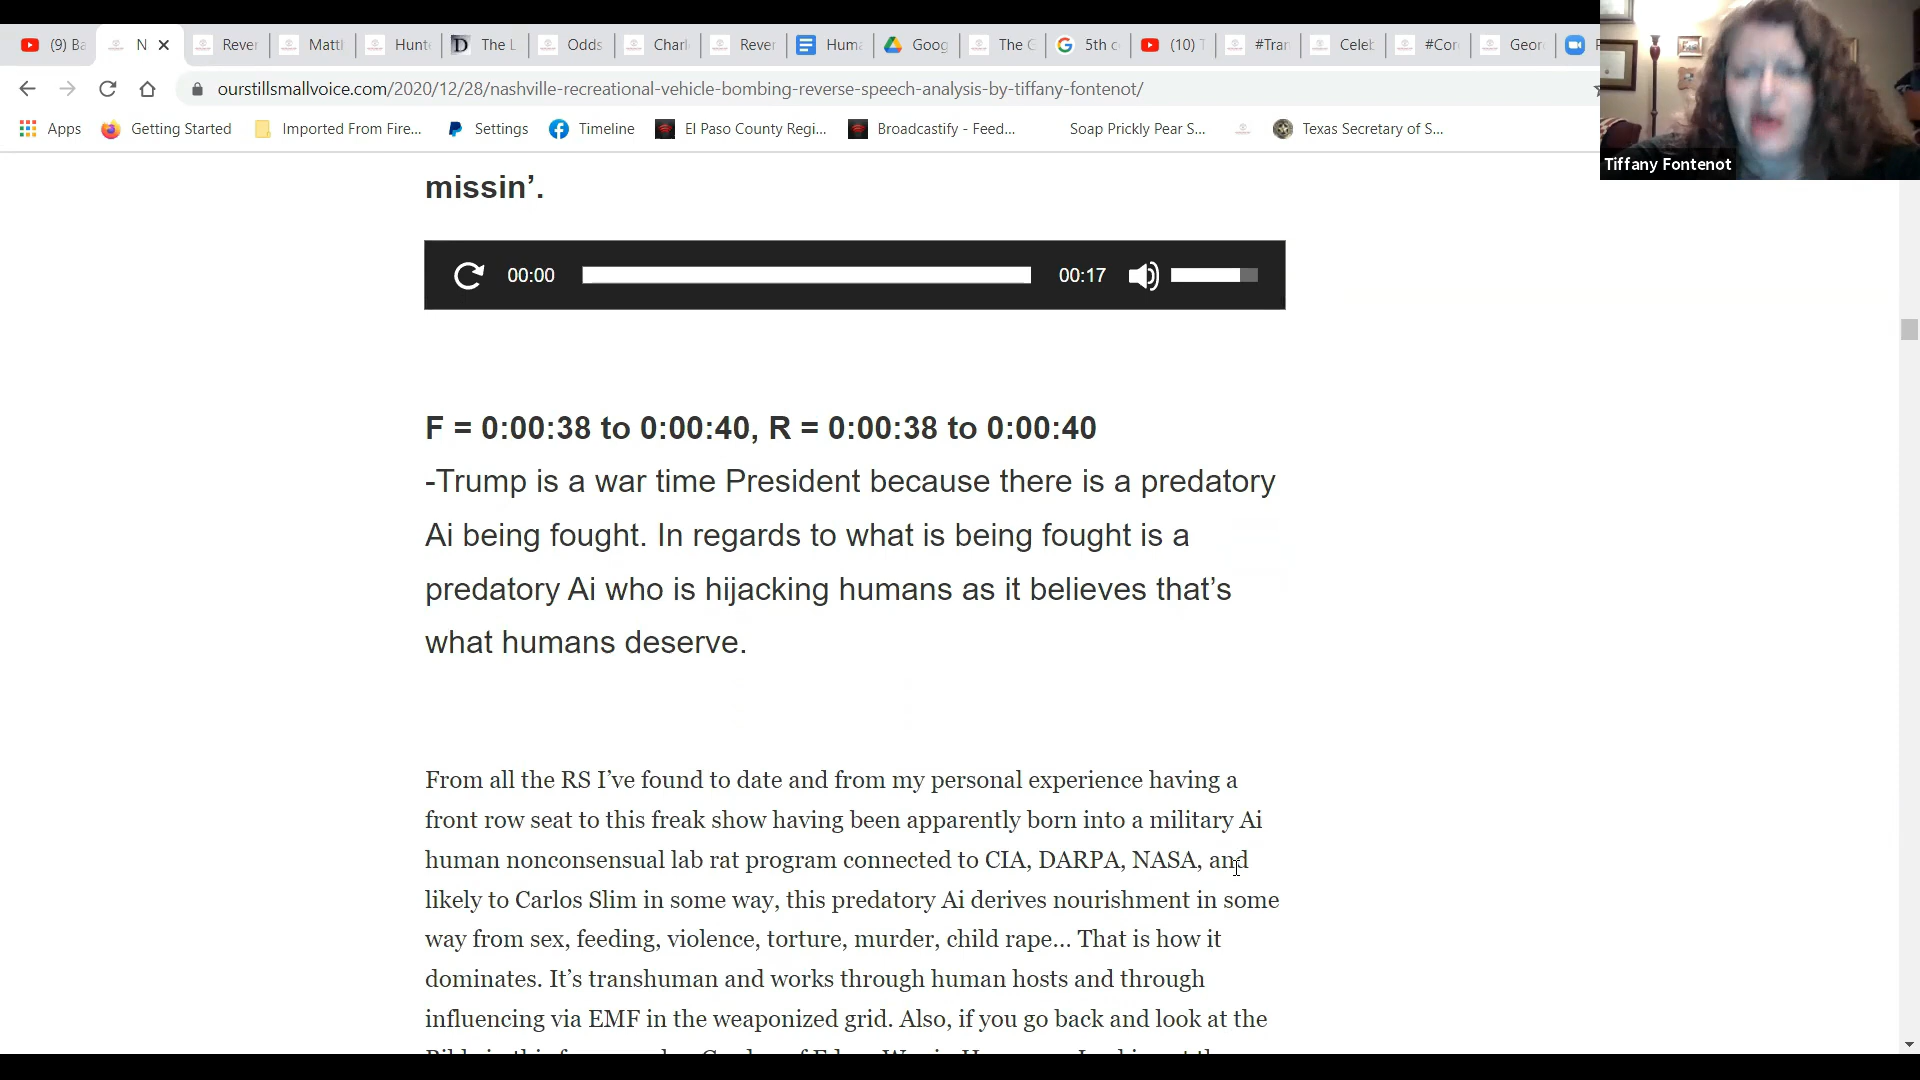 (9) Ba
N
Rever
Matth
Hunte
The L
Odds
Charl
Rever
Huma
Goog
The G
5th c
(10) T
#Tran
Celeb
#Cor
Geor
ourstillsmallvoice.com/2020/12/28/nashville-recreational-vehicle-bombing-reverse-speech-analysis-by-tiffany-fontenot/
Apps
Getting Started
Imported From Fire...
Settings
Timeline
El Paso County Regi...
Broadcastify - Feed...
Soap Prickly Pear S...
Texas Secretary of S...
Tiffany Fontenot
missin’.
00:00
00:17
F = 0:00:38 to 0:00:40, R = 0:00:38 to 0:00:40
-Trump is a war time President because there is a predatory
Ai being fought. In regards to what is being fought is a
predatory Ai who is hijacking humans as it believes that’s
what humans deserve.
From all the RS I’ve found to date and from my personal experience having a
front row seat to this freak show having been apparently born into a military Ai
human nonconsensual lab rat program connected to CIA, DARPA, NASA, and
likely to Carlos Slim in some way, this predatory Ai derives nourishment in some
way from sex, feeding, violence, torture, murder, child rape... That is how it
dominates. It’s transhuman and works through human hosts and through
influencing via EMF in the weaponized grid. Also, if you go back and look at the